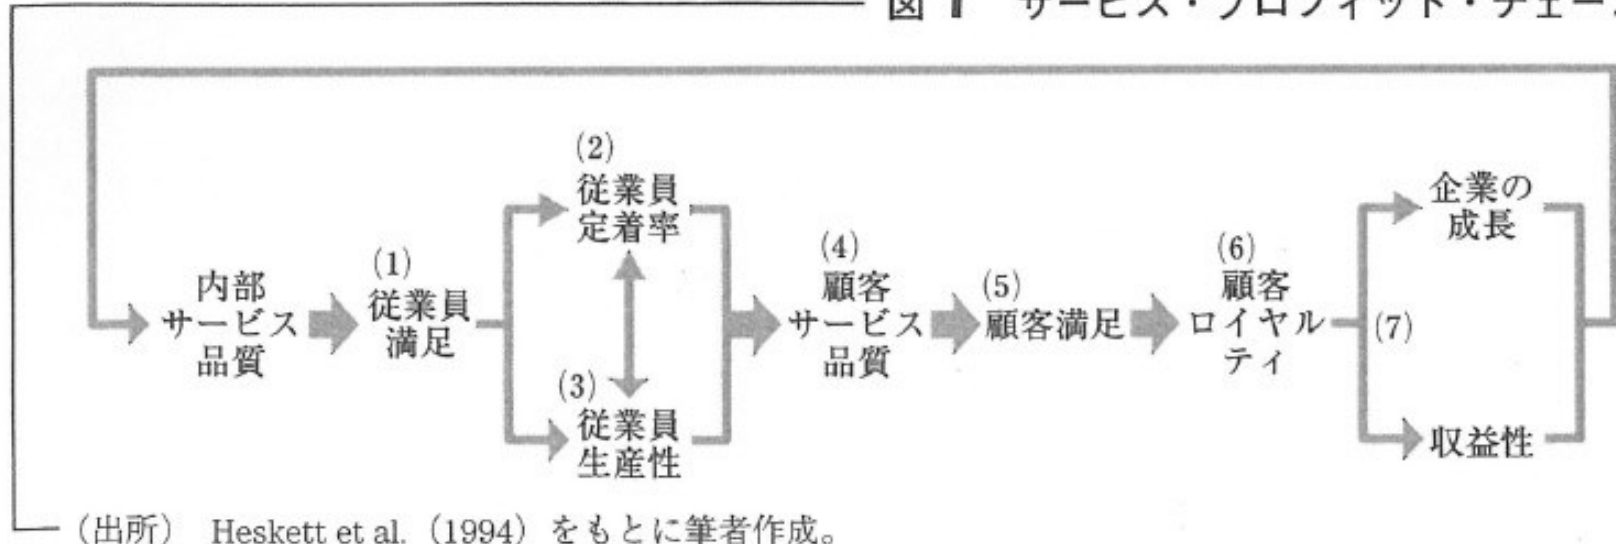 図1 サービス・プロフィット・チェー
(2)
従業員
定着率
企業の
成長
(1)
従業員
満足
内部
サービス
品質
(4)
顧客
サービス
品質
(5)
顧客満足
(6)
顧客
ロイヤル
ティ
(7)
(3)
従業員
生産性
収益性
(出所) Heskett et al. (1994) をもとに筆者作成。